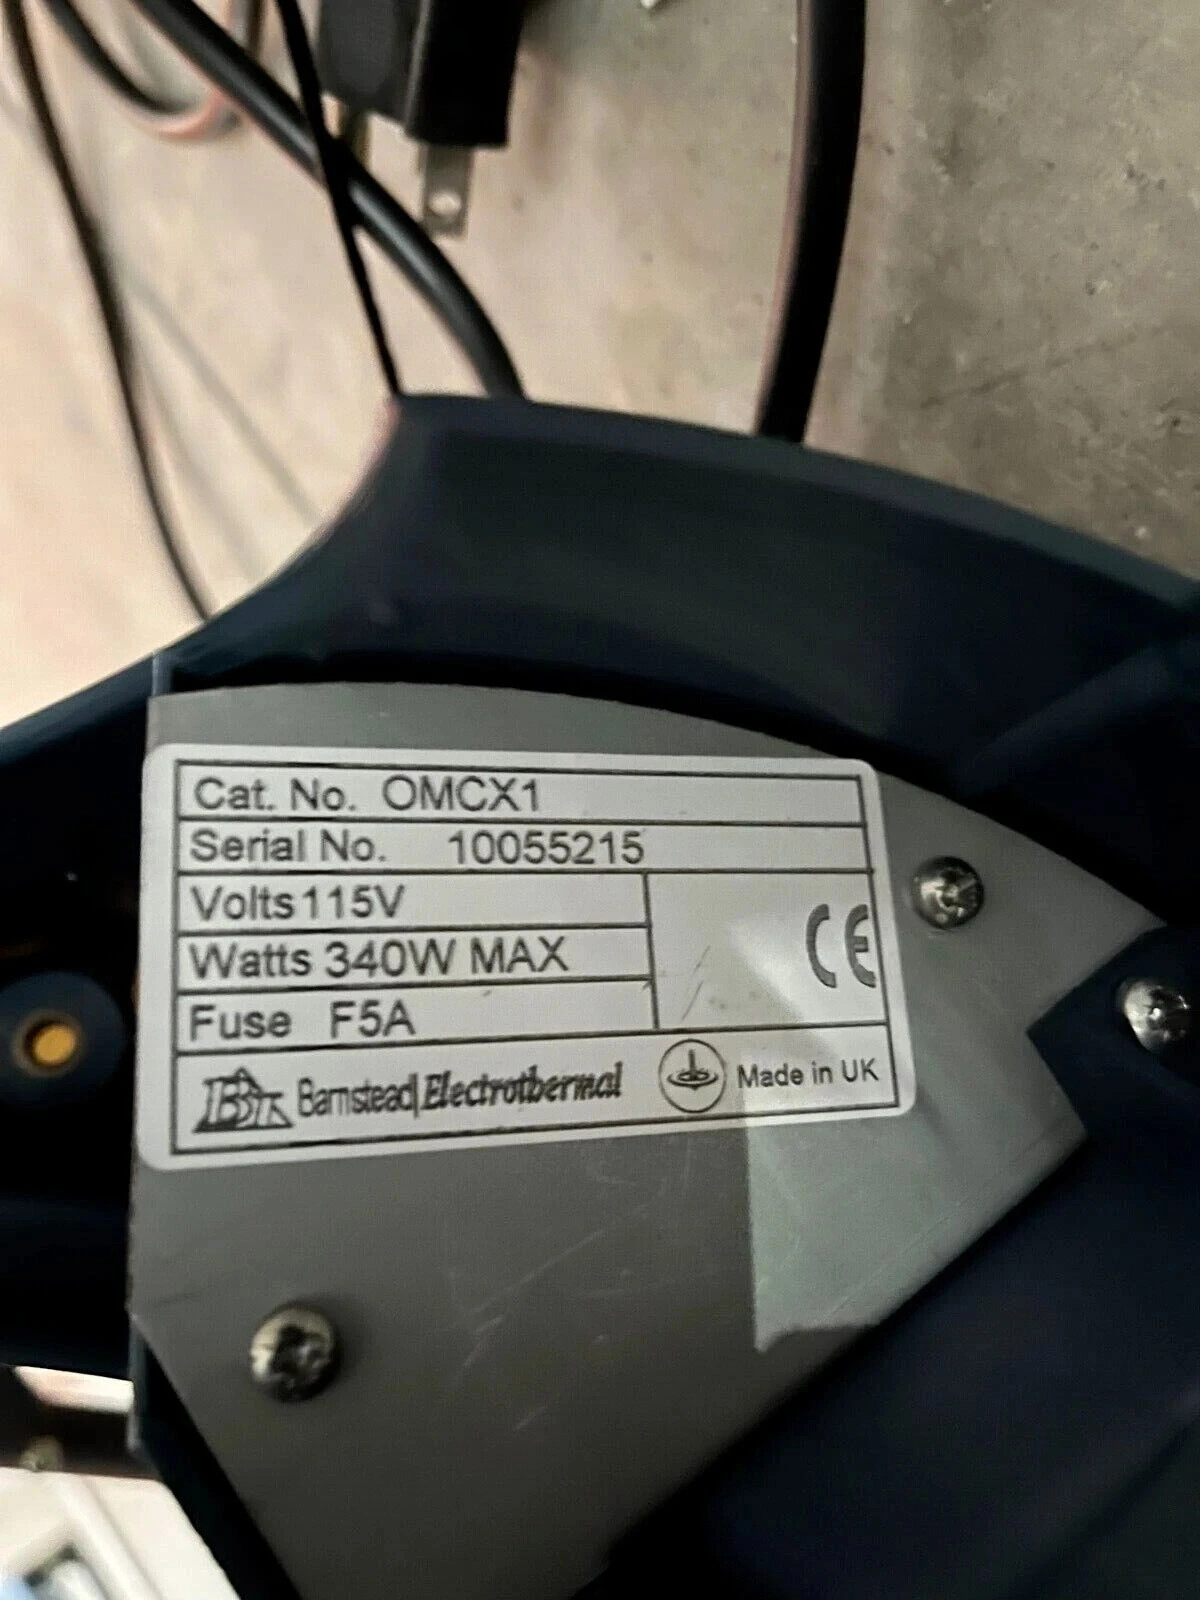 Cat. No. OMCX1
Serial No. 10055215
Volts 115V
Watts 340W MAX
Fuse F5A
CE
Barnstead|Electrothermal
Made in UK